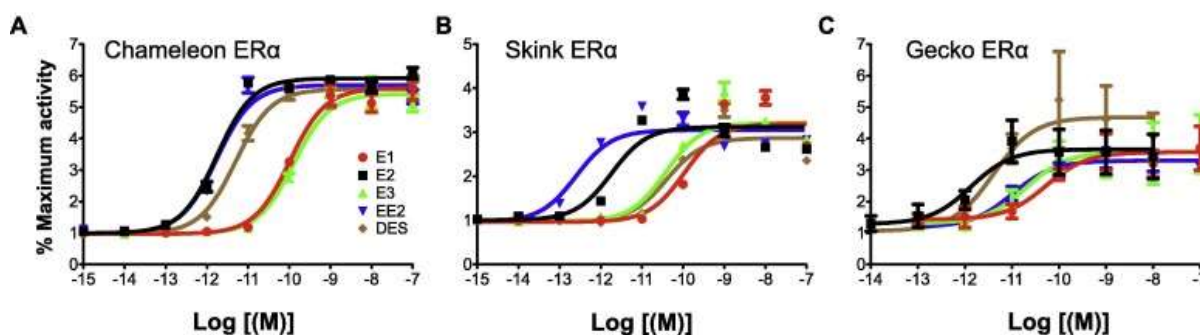 A
Chameleon ERα
% Maximum activity
7
6
5
4
3
2
1
0
-15 -14 -13 -12 -11 -10 -9 -8 -7
Log [(M)]
E1
E2
E3
EE2
DES
B
Skink ERα
5
4
3
2
1
0
-15 -14 -13 -12 -11 -10 -9 -8 -7
Log [(M)]
C
Gecko ERα
7
6
5
4
3
2
1
0
-14 -13 -12 -11 -10 -9 -8 -7
Log [(M)]